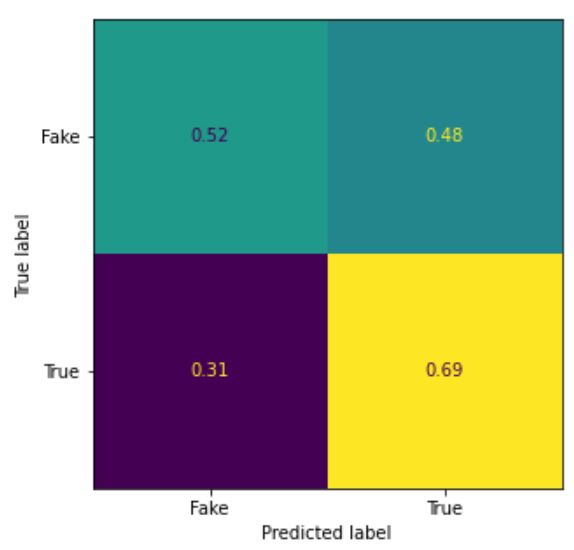 Fake
0.52 0.48
True label
True
0.31 0.69
Fake True
Predicted label